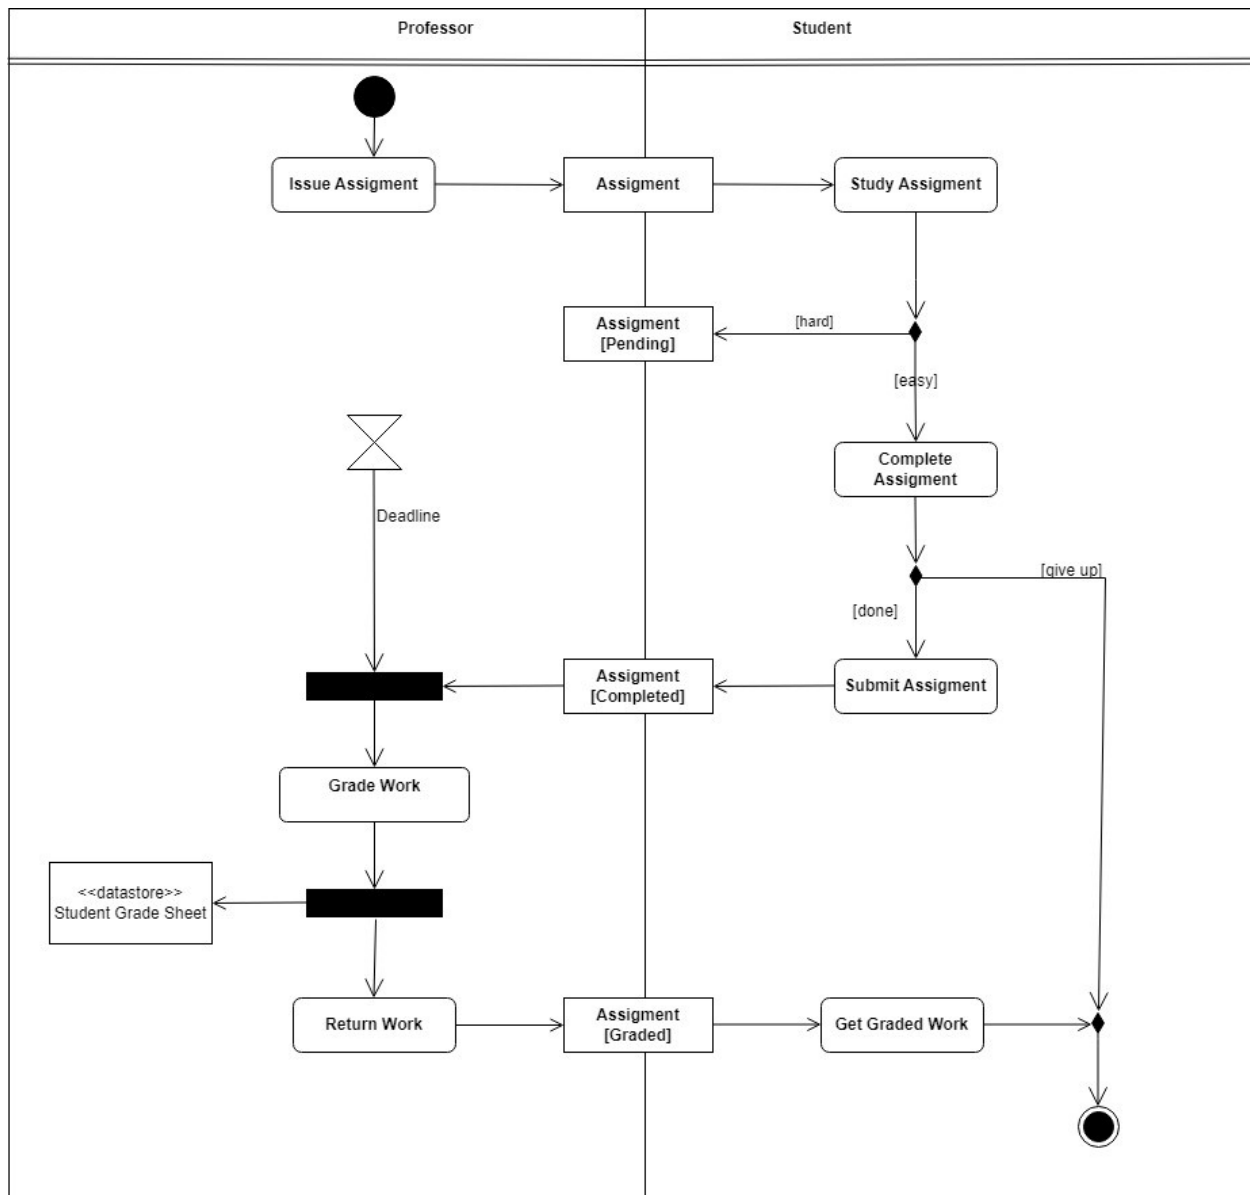 Professor
Student
Issue Assigment
Assigment
Study Assigment
Assigment
[Pending]
[hard]
[easy]
Complete
Assigment
Deadline
[give up]
[done]
Assigment
[Completed]
Submit Assigment
Grade Work
<<datastore>>
Student Grade Sheet
Return Work
Assigment
[Graded]
Get Graded Work